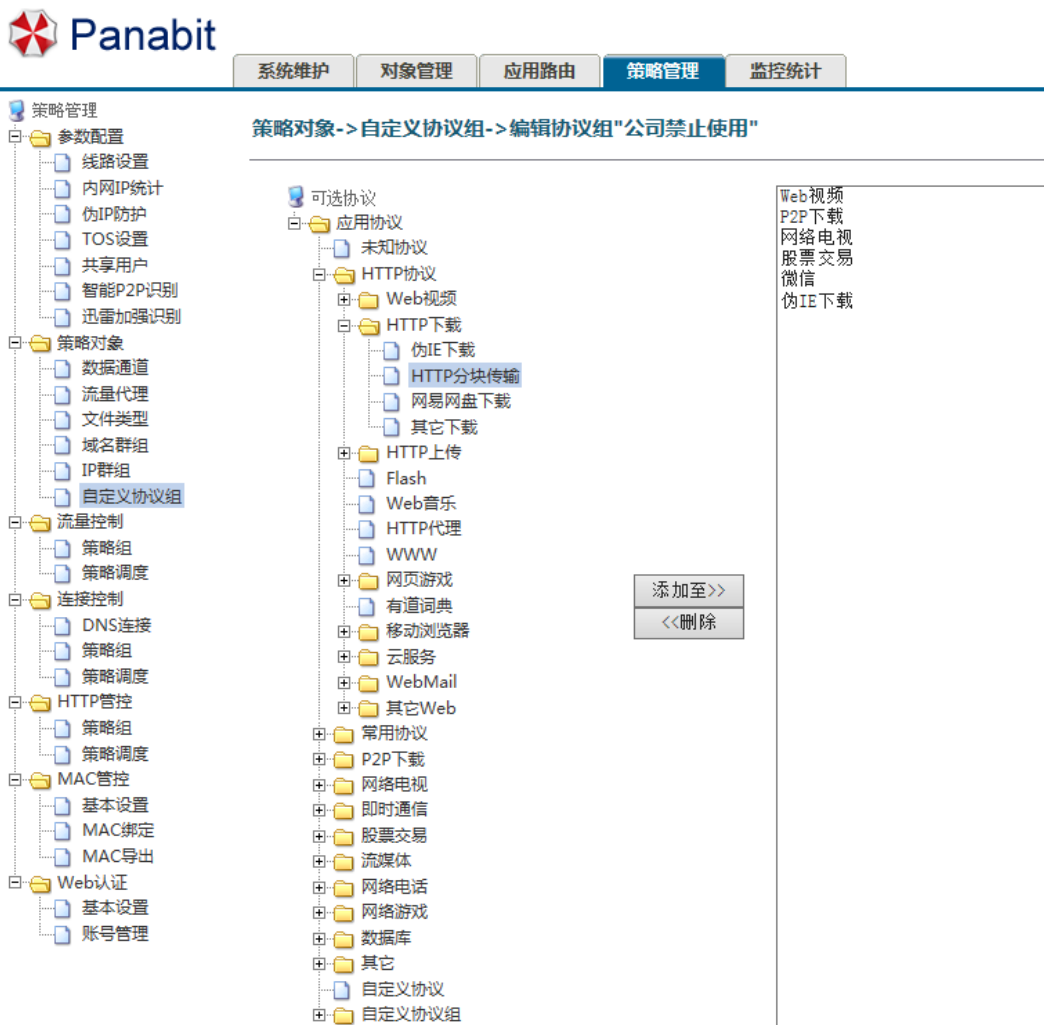 Panabit
系统维护
对象管理
应用路由
策略管理
监控统计
策略管理
参数配置
线路设置
内网IP统计
伪IP防护
TOS设置
共享用户
智能P2P识别
迅雷加强识别
策略对象
数据通道
流量代理
文件类型
域名群组
IP群组
自定义协议组
流量控制
策略组
策略调度
连接控制
DNS连接
策略组
策略调度
HTTP管控
策略组
策略调度
MAC管控
基本设置
MAC绑定
MAC导出
Web认证
基本设置
账号管理
策略对象->自定义协议组->编辑协议组"公司禁止使用"
可选协议
应用协议
未知协议
HTTP协议
Web视频
HTTP下载
伪IE下载
HTTP分块传输
网易网盘下载
其它下载
HTTP上传
Flash
Web音乐
HTTP代理
WWW
网页游戏
有道词典
移动浏览器
云服务
WebMail
其它Web
常用协议
P2P下载
网络电视
即时通信
股票交易
流媒体
网络电话
网络游戏
数据库
其它
自定义协议
自定义协议组
添加至>>
<<删除
Web视频
P2P下载
网络电视
股票交易
微信
伪IE下载